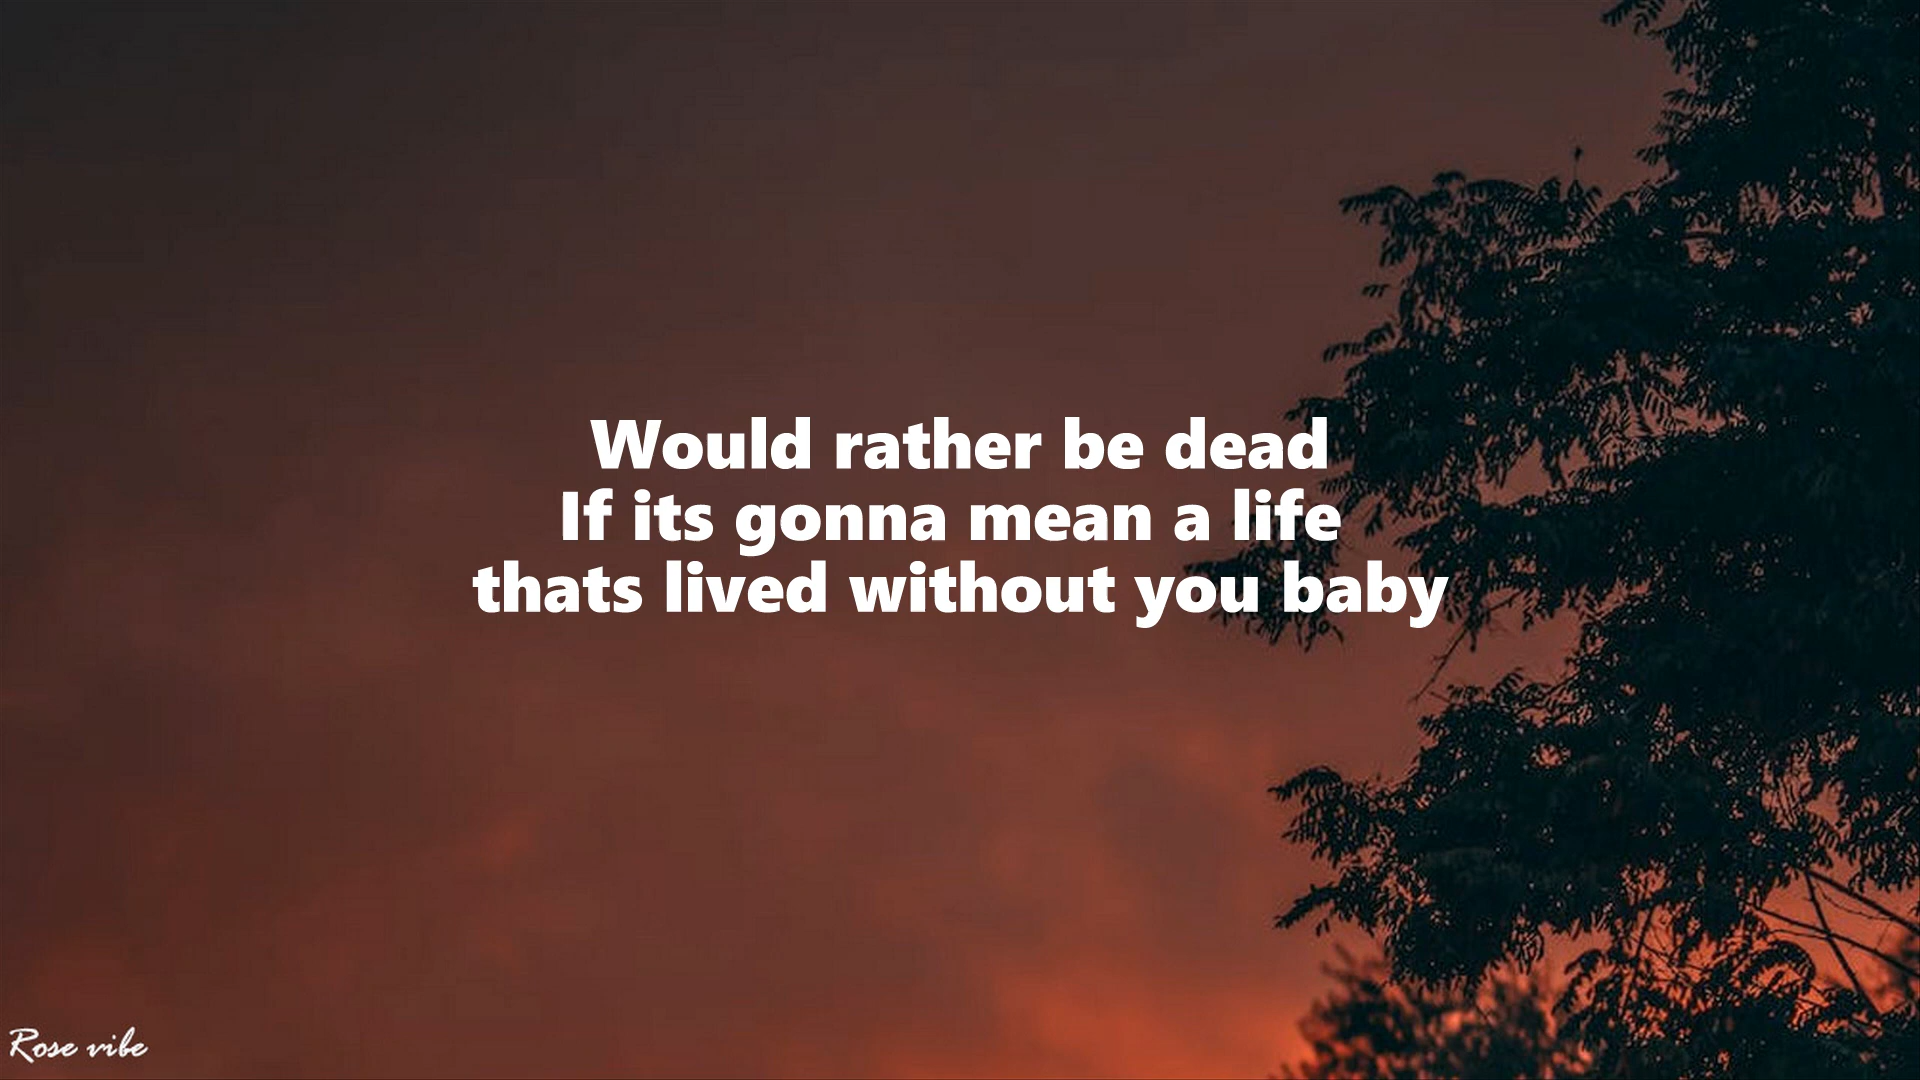 Would rather be dead
If its gonna mean a life
thats lived without you baby
Rose vibe